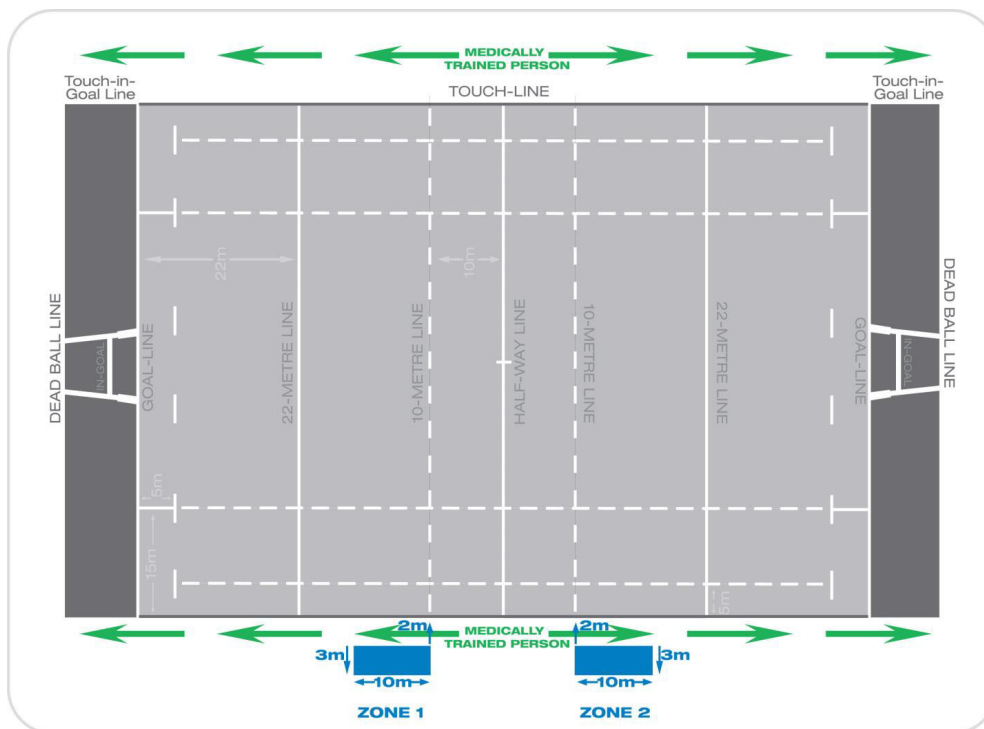 MEDICALLY
TRAINED PERSON
Touch-in-
Goal Line
Touch-in-
Goal Line
TOUCH-LINE
22m
10m
DEAD BALL LINE
IN-GOAL
GOAL-LINE
22-METRE LINE
10-METRE LINE
HALF-WAY LINE
10-METRE LINE
22-METRE LINE
GOAL-LINE
IN-GOAL
DEAD BALL LINE
5m
15m
5m
2m
MEDICALLY
TRAINED PERSON
2m
3m
10m
10m
3m
ZONE 1
ZONE 2